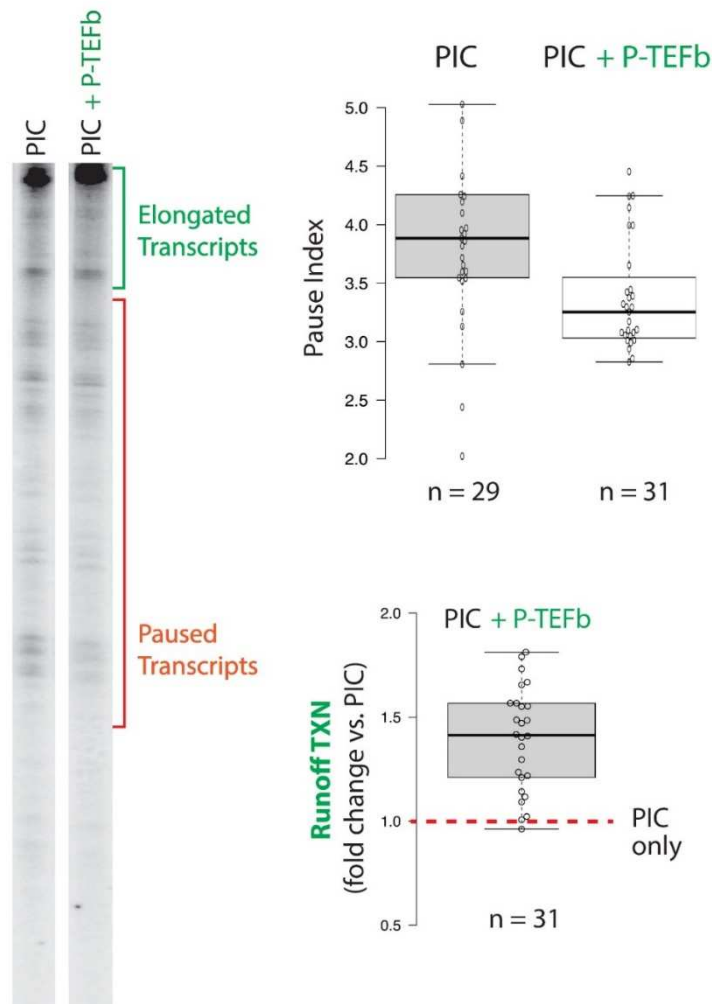 PIC
PIC + P-TEFb
Elongated
Transcripts
Paused
Transcripts
PIC PIC + P-TEFb
Pause Index
5.0
4.5
4.0
3.5
3.0
2.5
2.0
n = 29 n = 31
PIC + P-TEFb
Runoff TXN
(fold change vs. PIC)
2.0
1.5
1.0
0.5
PIC
only
n = 31